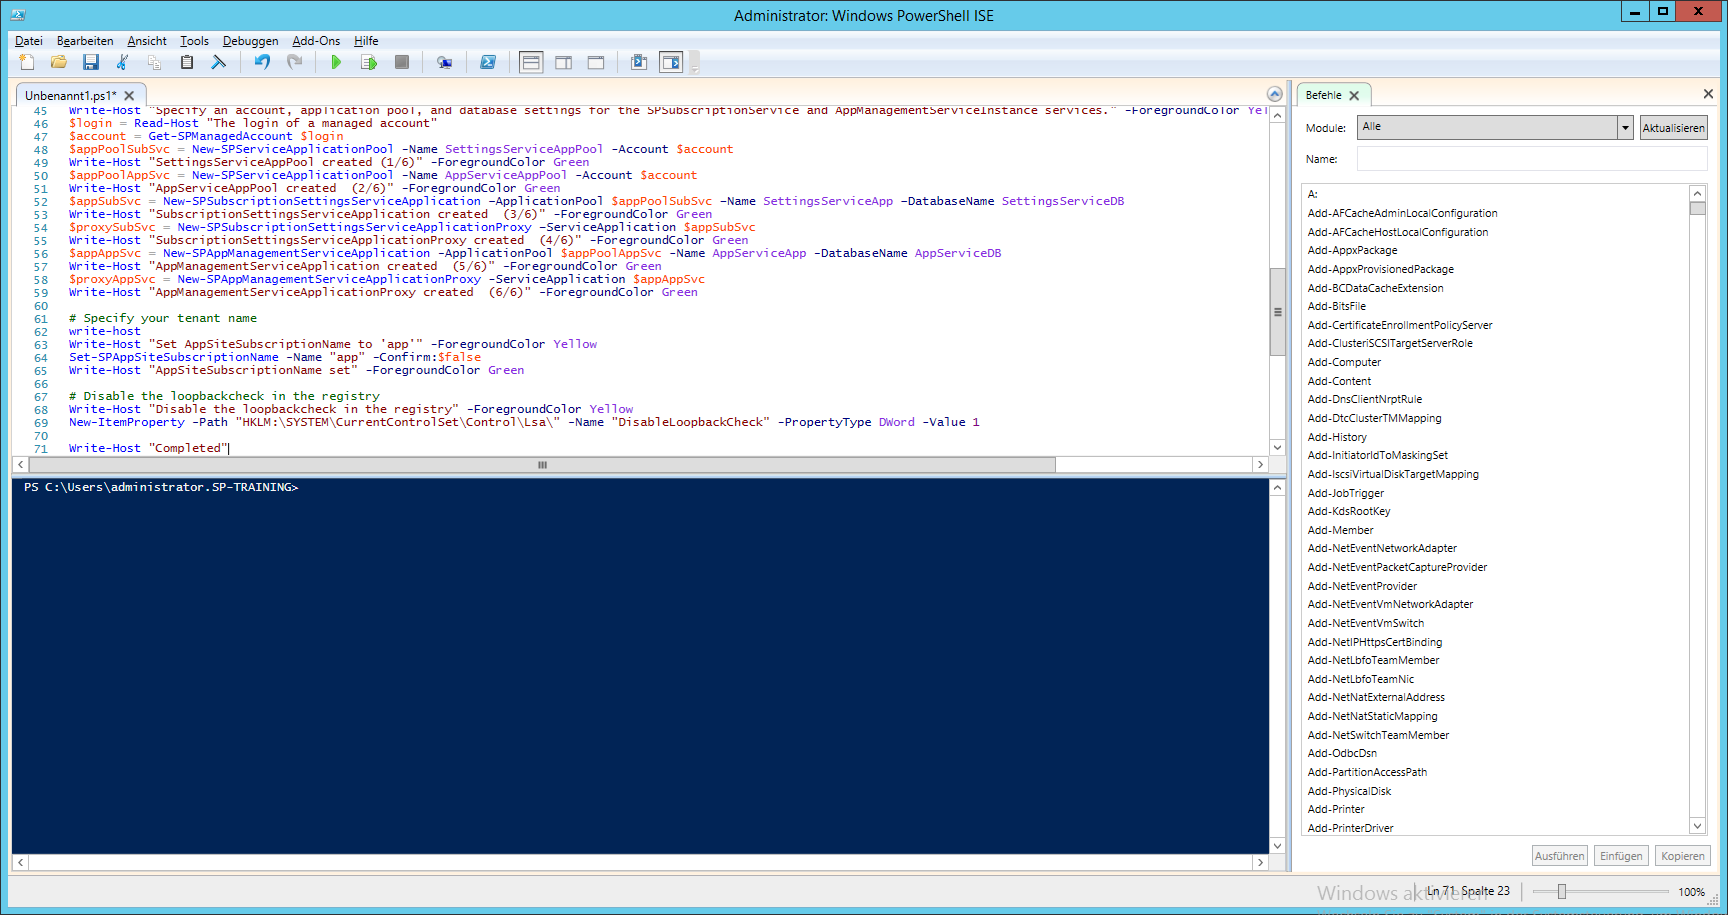 Administrator: Windows PowerShell ISE
Datei Bearbeiten Ansicht Tools Debuggen Add-Ons Hilfe
Unbenannt1.ps1*
45 Write-Host "Specify an account, application pool, and database settings for the SPSubscriptionService and AppManagementServiceInstance services." -ForegroundColor Yel
46 $login = Read-Host "The login of a managed account"
47 $account = Get-SPManagedAccount $login
48 $appPoolSubSvc = New-SPServiceApplicationPool -Name SettingsServiceAppPool -Account $account
49 Write-Host "SettingsServiceAppPool created (1/6)" -ForegroundColor Green
50 $appPoolAppSvc = New-SPServiceApplicationPool -Name AppServiceAppPool -Account $account
51 Write-Host "AppServiceAppPool created  (2/6)" -ForegroundColor Green
52 $appSubSvc = New-SPSubscriptionSettingsServiceApplication -ApplicationPool $appPoolSubSvc -Name SettingsServiceApp -DatabaseName SettingsServiceDB
53 Write-Host "SubscriptionSettingsServiceApplication created  (3/6)" -ForegroundColor Green
54 $proxySubSvc = New-SPSubscriptionSettingsServiceApplicationProxy -ServiceApplication $appSubSvc
55 Write-Host "SubscriptionSettingsServiceApplicationProxy created  (4/6)" -ForegroundColor Green
56 $appAppSvc = New-SPAppManagementServiceApplication -ApplicationPool $appPoolAppSvc -Name AppServiceApp -DatabaseName AppServiceDB
57 Write-Host "AppManagementServiceApplication created  (5/6)" -ForegroundColor Green
58 $proxyAppSvc = New-SPAppManagementServiceApplicationProxy -ServiceApplication $appAppSvc
59 Write-Host "AppManagementServiceApplicationProxy created  (6/6)" -ForegroundColor Green
60
61 # Specify your tenant name
62 write-host
63 Write-Host "Set AppSiteSubscriptionName to 'app'" -ForegroundColor Yellow
64 Set-SPAppSiteSubscriptionName -Name "app" -Confirm:$false
65 Write-Host "AppSiteSubscriptionName set" -ForegroundColor Green
66
67 # Disable the loopbackcheck in the registry
68 Write-Host "Disable the loopbackcheck in the registry" -ForegroundColor Yellow
69 New-ItemProperty -Path "HKLM:\SYSTEM\CurrentControlSet\Control\Lsa\" -Name "DisableLoopbackCheck" -PropertyType DWord -Value 1
70
71 Write-Host "Completed"
PS C:\Users\administrator.SP-TRAINING>
Befehle
Module: Alle Aktualisieren
Name:
A:
Add-AFCacheAdminLocalConfiguration
Add-AFCacheHostLocalConfiguration
Add-AppxPackage
Add-AppxProvisionedPackage
Add-BCDataCacheExtension
Add-BitsFile
Add-CertificateEnrollmentPolicyServer
Add-ClusteriSCSITargetServerRole
Add-Computer
Add-Content
Add-DnsClientNrptRule
Add-DtcClusterTMMapping
Add-History
Add-InitiatorIdToMaskingSet
Add-IscsiVirtualDiskTargetMapping
Add-JobTrigger
Add-KdsRootKey
Add-Member
Add-NetEventNetworkAdapter
Add-NetEventPacketCaptureProvider
Add-NetEventProvider
Add-NetEventVmNetworkAdapter
Add-NetEventVmSwitch
Add-NetIPHttpsCertBinding
Add-NetLbfoTeamMember
Add-NetLbfoTeamNic
Add-NetNatExternalAddress
Add-NetNatStaticMapping
Add-NetSwitchTeamMember
Add-OdbcDsn
Add-PartitionAccessPath
Add-PhysicalDisk
Add-Printer
Add-PrinterDriver
Ausführen Einfügen Kopieren
Windows aktivieren
Ln 71 Spalte 23 100%